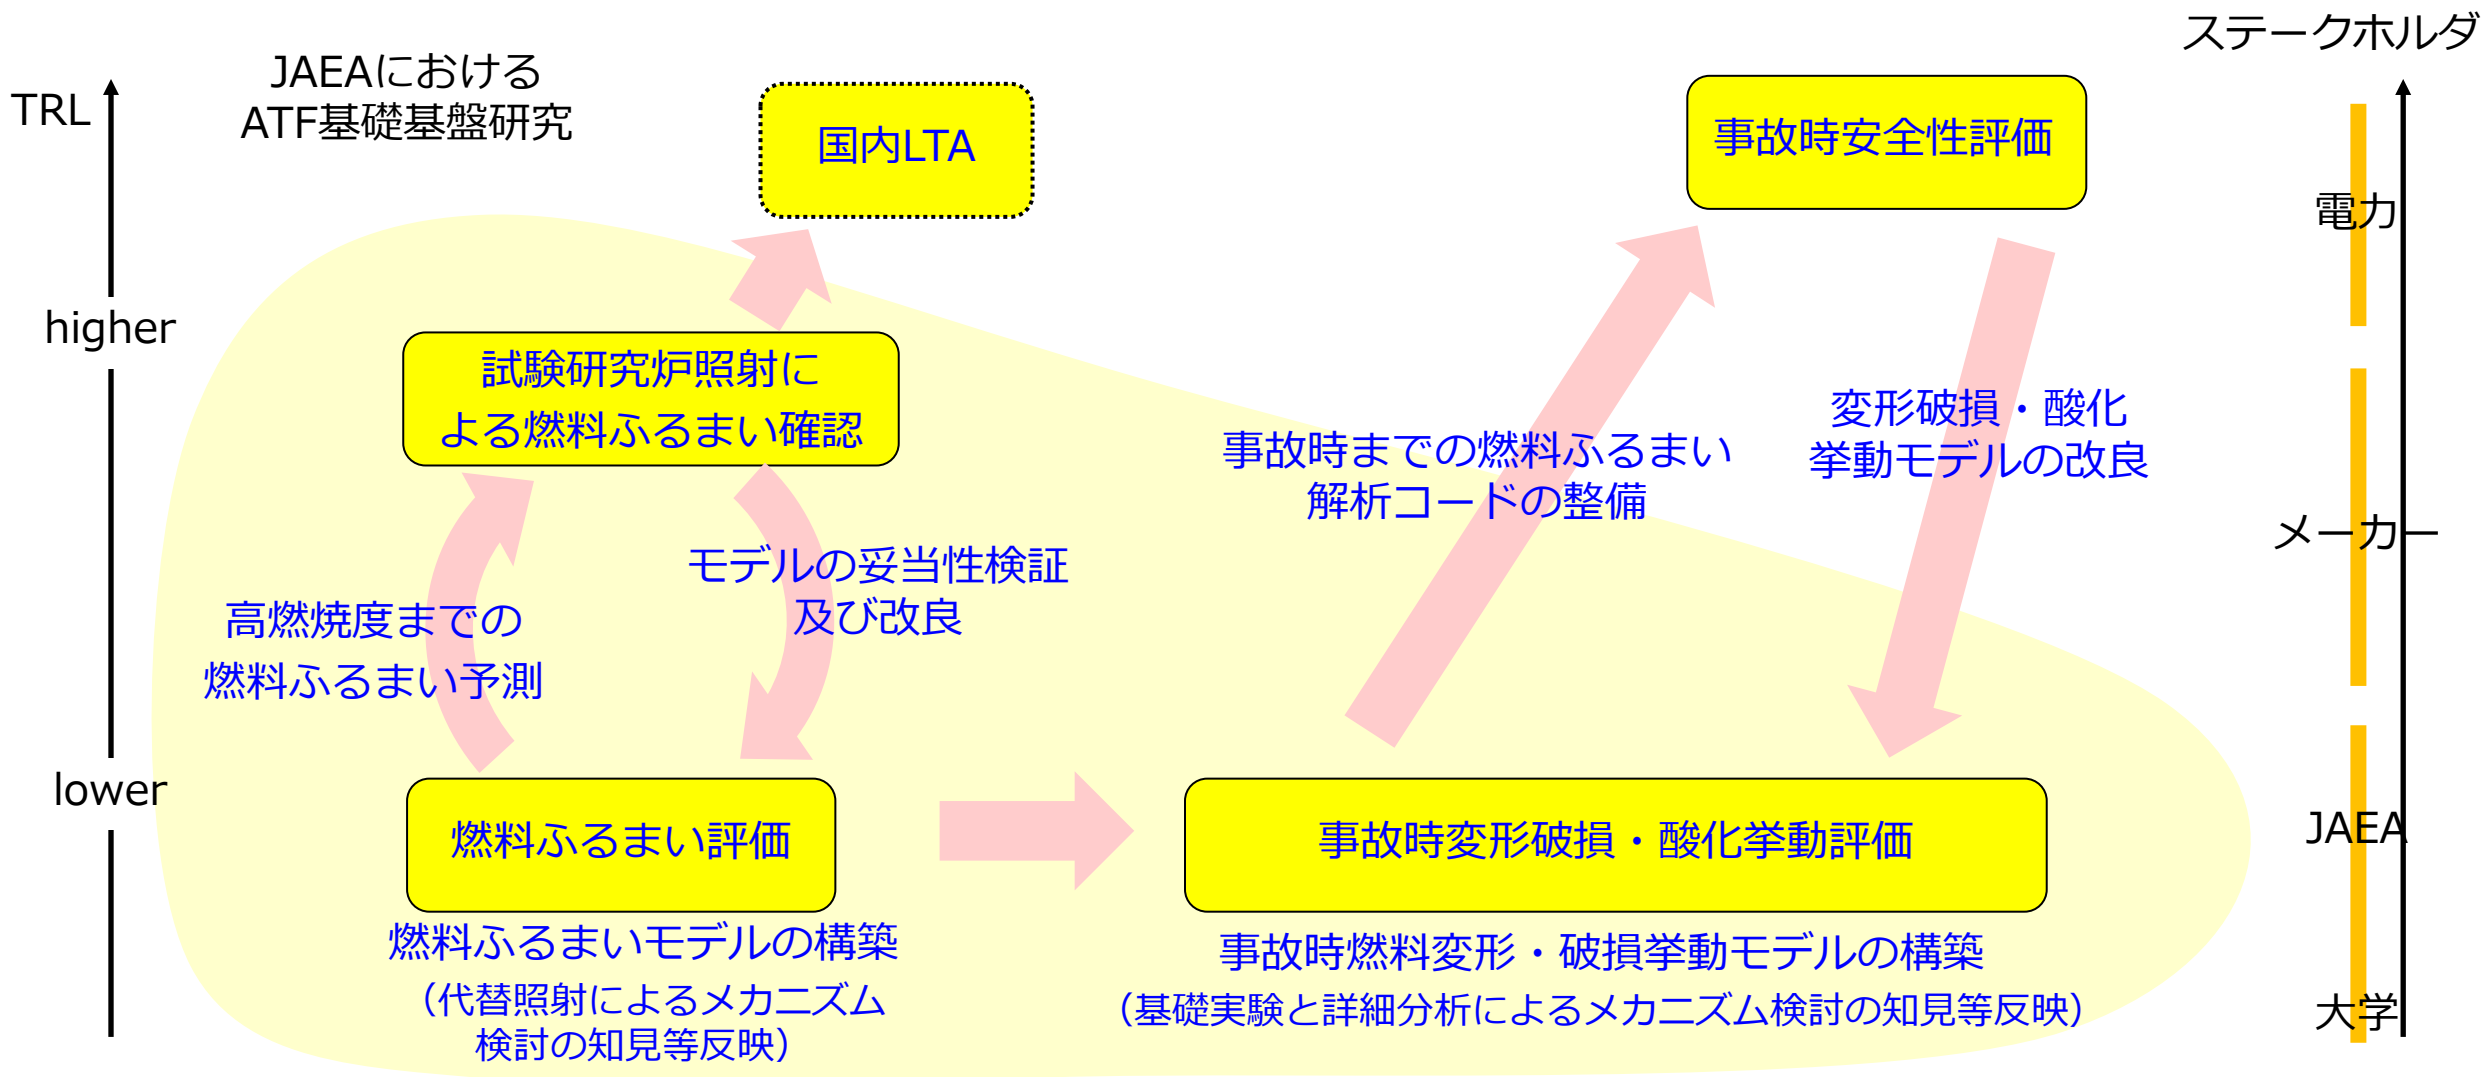 ステークホルダ
JAEAにおける
ATF基礎基盤研究
TRL
国内LTA
事故時安全性評価
電力
higher
試験研究炉照射に
よる燃料ふるまい確認
変形破損・酸化
挙動モデルの改良
事故時までの燃料ふるまい
解析コードの整備
メーカー
モデルの妥当性検証
及び改良
高燃焼度までの
燃料ふるまい予測
lower
燃料ふるまい評価
事故時変形破損・酸化挙動評価
JAEA
燃料ふるまいモデルの構築
（代替照射によるメカニズム
検討の知見等反映）
事故時燃料変形・破損挙動モデルの構築
（基礎実験と詳細分析によるメカニズム検討の知見等反映）
大学